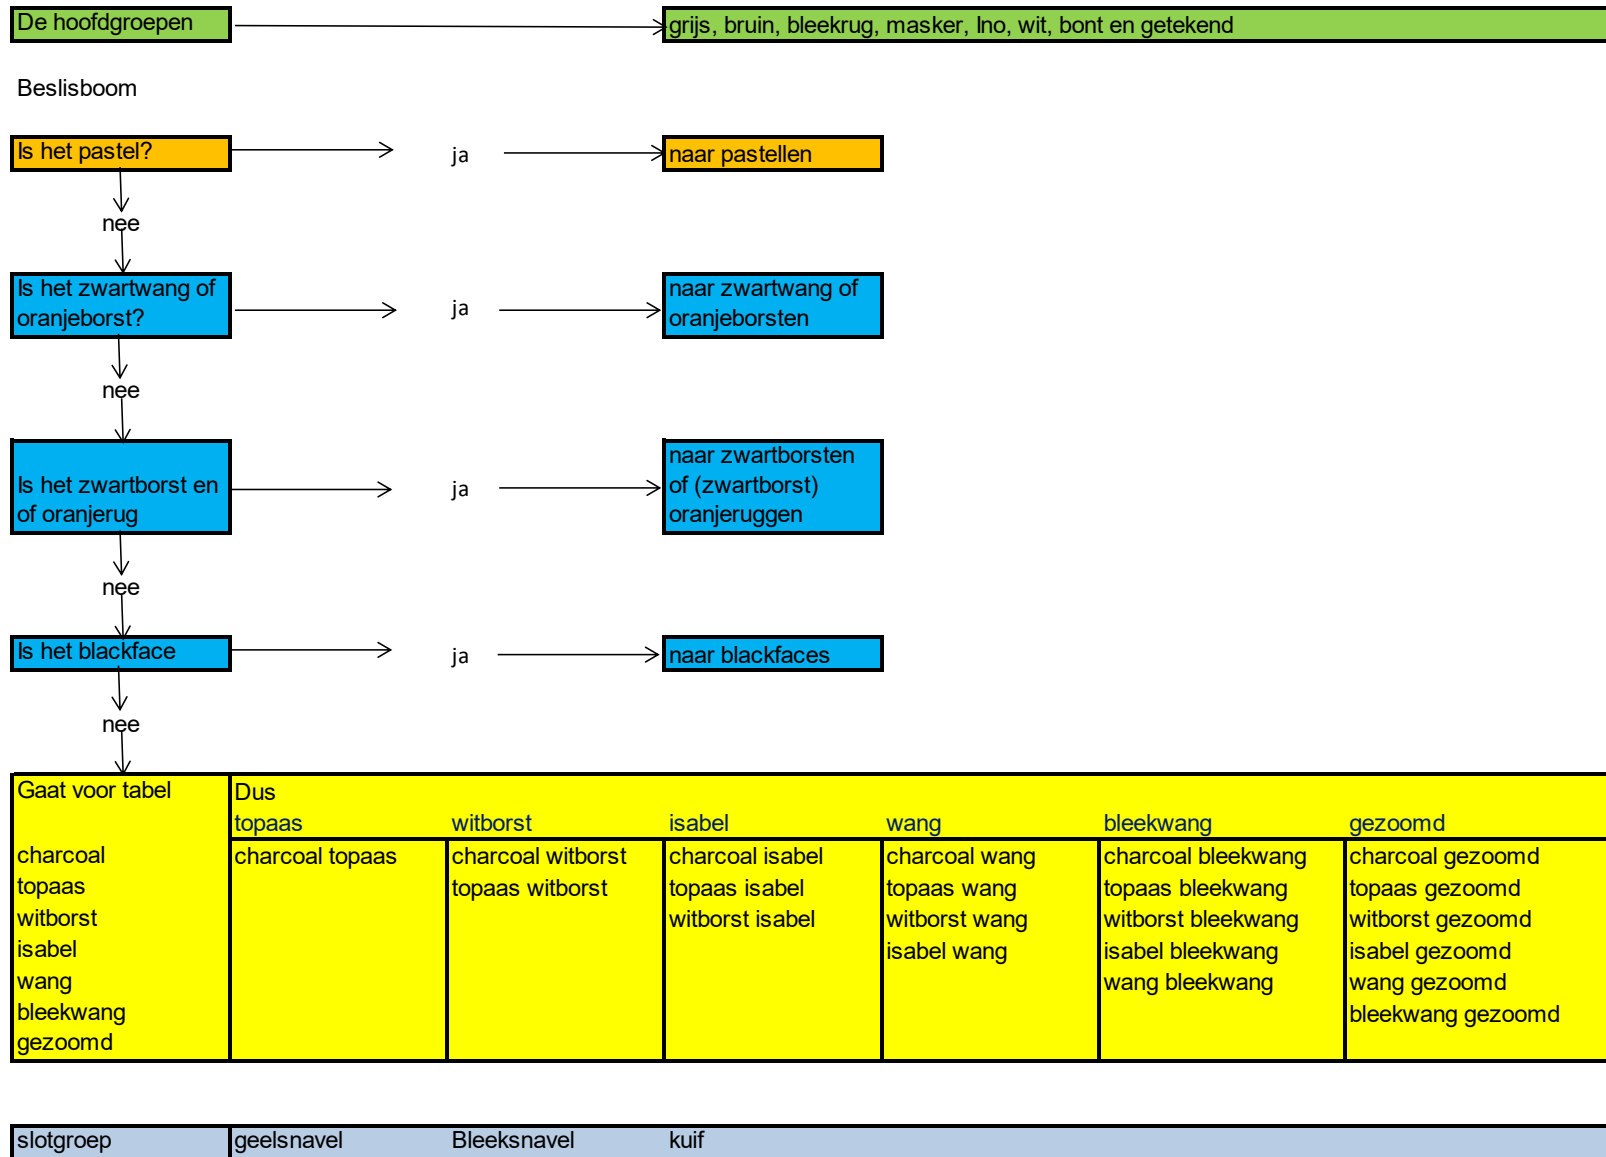 De hoofdgroepen
grijs, bruin, bleekrug, masker, Ino, wit, bont en getekend
Beslisboom
Is het pastel?
ja
naar pastellen
nee
Is het zwartwang of
oranjeborst?
ja
naar zwartwang of
oranjeborsten
nee
Is het zwartborst en
of oranjerug
ja
naar zwartborsten
of (zwartborst)
oranjeruggen
nee
Is het blackface
ja
naar blackfaces
nee
Gaat voor tabel
Dus
topaas witborst isabel wang bleekwang gezoomd
charcoal charcoal topaas charcoal witborst charcoal isabel charcoal wang charcoal bleekwang charcoal gezoomd
topaas topaas witborst topaas isabel topaas wang topaas bleekwang topaas gezoomd
witborst witborst isabel witborst wang witborst bleekwang witborst gezoomd
isabel isabel wang isabel bleekwang isabel gezoomd
wang wang bleekwang wang gezoomd
bleekwang bleekwang gezoomd
gezoomd
slotgroep geelsnavel Bleeksnavel kuif